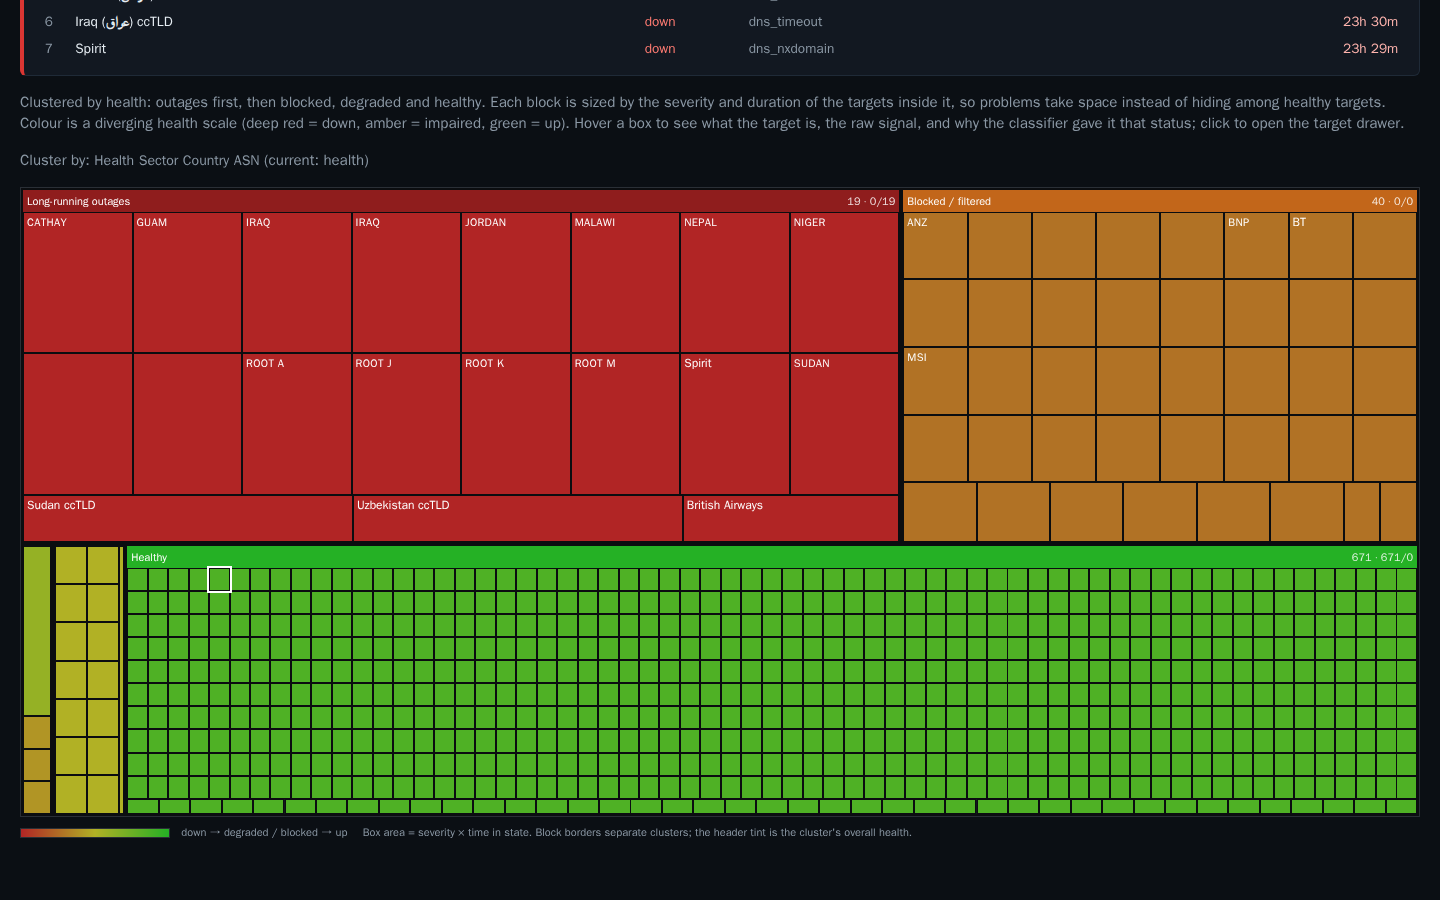 6 Iraq (عراق) ccTLD down dns_timeout 23h 30m
7 Spirit down dns_nxdomain 23h 29m
Clustered by health: outages first, then blocked, degraded and healthy. Each block is sized by the severity and duration of the targets inside it, so problems take space instead of hiding among healthy targets.
Colour is a diverging health scale (deep red = down, amber = impaired, green = up). Hover a box to see what the target is, the raw signal, and why the classifier gave it that status; click to open the target drawer.
Cluster by: Health Sector Country ASN (current: health)
Long-running outages 19 · 0/19
CATHAY GUAM IRAQ IRAQ JORDAN MALAWI NEPAL NIGER
ROOT A ROOT J ROOT K ROOT M Spirit SUDAN
Sudan ccTLD Uzbekistan ccTLD British Airways
Blocked / filtered 40 · 0/0
ANZ BNP BT
MSI
Healthy 671 · 671/0
down → degraded / blocked → up Box area = severity × time in state. Block borders separate clusters; the header tint is the cluster's overall health.